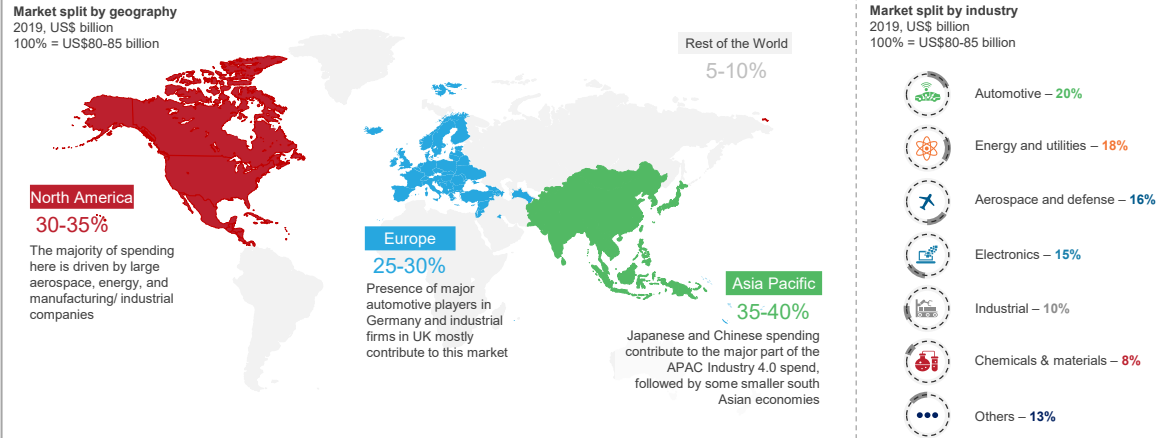 Market split by geography
2019, US$ billion
100% = US$80-85 billion
Rest of the World
5-10%
North America
30-35%
The majority of spending
here is driven by large
aerospace, energy, and
manufacturing/ industrial
companies
Europe
25-30%
Presence of major
automotive players in
Germany and industrial
firms in UK mostly
contribute to this market
Asia Pacific
35-40%
Japanese and Chinese spending
contribute to the major part of the
APAC Industry 4.0 spend,
followed by some smaller south
Asian economies
Market split by industry
2019, US$ billion
100% = US$80-85 billion
Automotive – 20%
Energy and utilities – 18%
Aerospace and defense – 16%
Electronics – 15%
Industrial – 10%
Chemicals & materials – 8%
Others – 13%